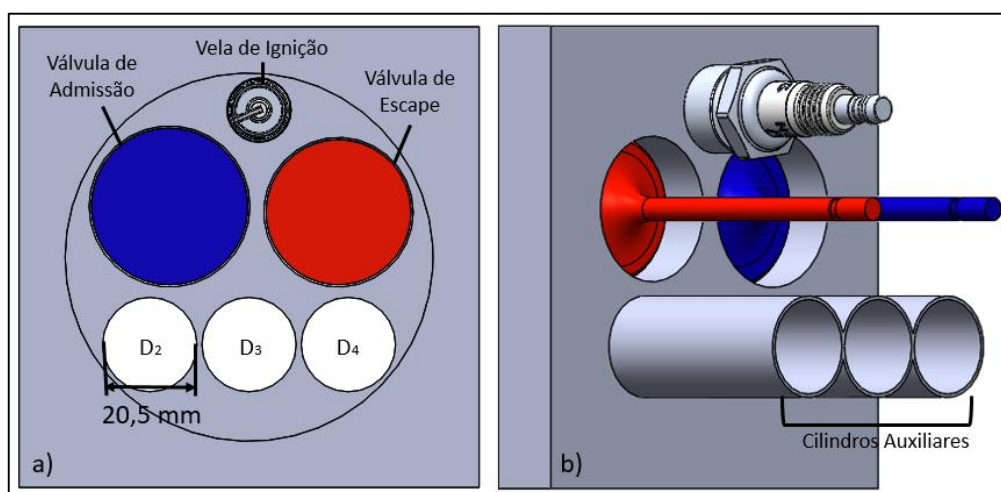 Vela de Ignição
Válvula de
Admissão
Válvula de
Escape
D2
D3
D4
20,5 mm
a)
b)
Cilindros Auxiliares